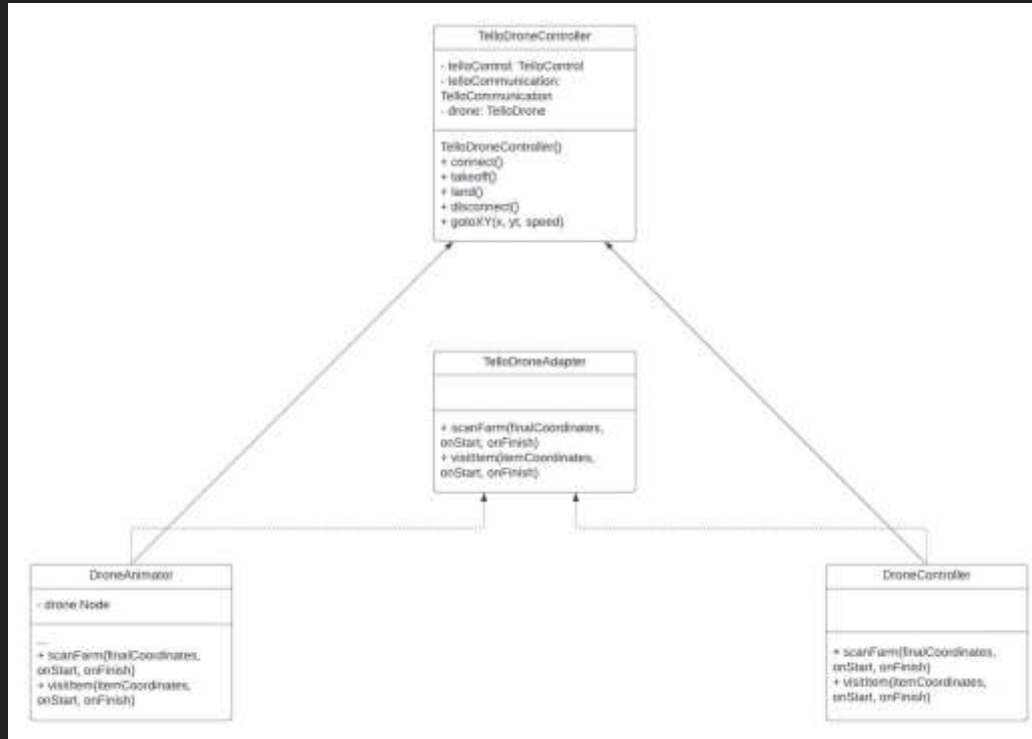 TelloDroneController
- telloControl: TelloControl
- telloCommunication:
TelloCommunication
- drone: TelloDrone
TelloDroneController()
+ connect()
+ takeoff()
+ land()
+ disconnect()
+ gotoXY(x, yt, speed)
TelloDroneAdapter
+ scanFarm(finalCoordinates,
onStart, onFinish)
+ visitItem(itemCoordinates,
onStart, onFinish)
DroneAnimator
- drone:Node
...
+ scanFarm(finalCoordinates,
onStart, onFinish)
+ visitItem(itemCoordinates,
onStart, onFinish)
DroneController
+ scanFarm(finalCoordinates,
onStart, onFinish)
+ visitItem(itemCoordinates,
onStart, onFinish)